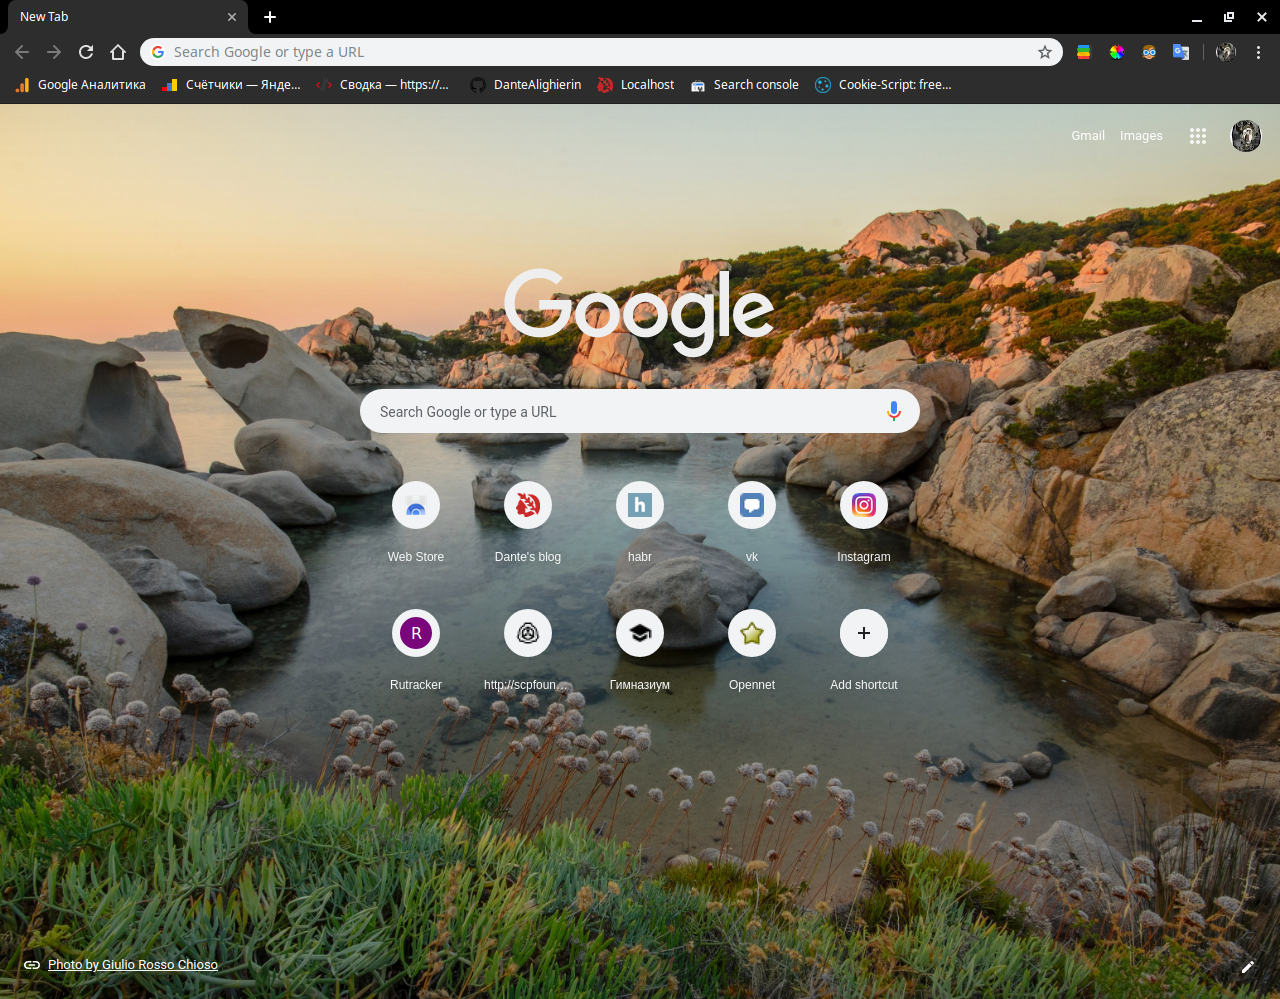 New Tab
Search Google or type a URL
Google Аналитика
Счётчики — Янде...
Сводка — https://...
DanteAlighierin
Localhost
Search console
Cookie-Script: free...
Gmail
Images
Google
Search Google or type a URL
Web Store
Dante's blog
h
habr
vk
Instagram
R
Rutracker
http://scpfoun...
Гимназиум
Opennet
Add shortcut
Photo by Giulio Rosso Chioso